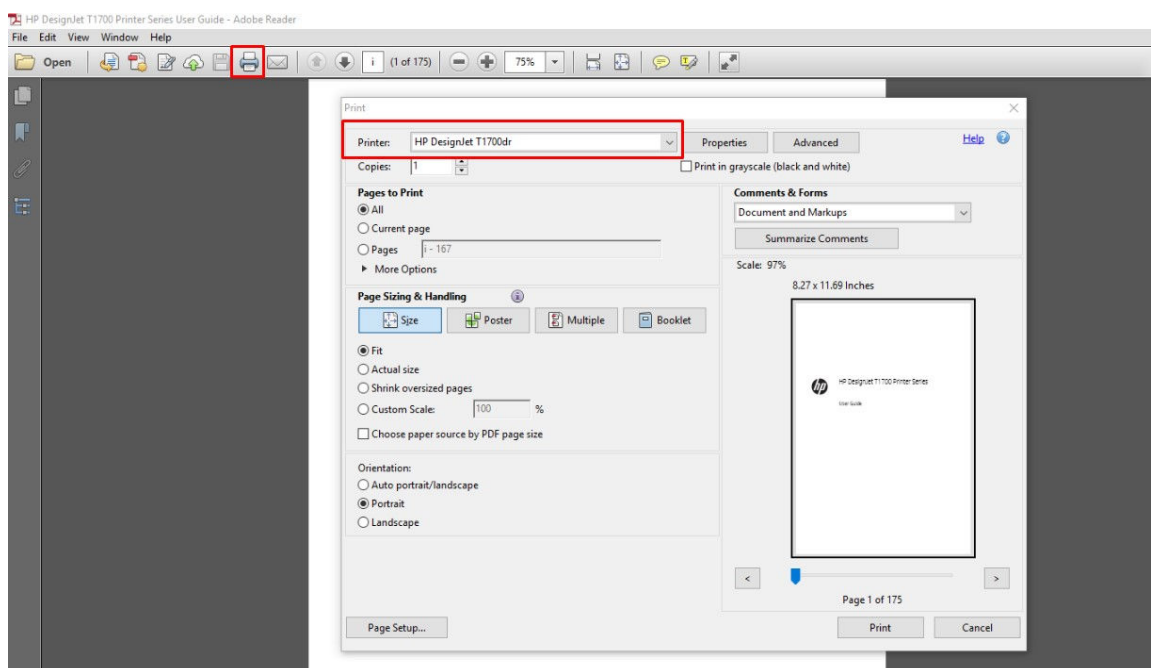 HP DesignJet T1700 Printer Series User Guide - Adobe Reader
File Edit View Window Help
Open i (1 of 175) 75%
Print
Printer: HP DesignJet T1700dr Properties Advanced Help
Copies: 1 Print in grayscale (black and white)
Pages to Print
All
Current page
Pages i - 167
More Options
Comments & Forms
Document and Markups
Summarize Comments
Page Sizing & Handling
Size Poster Multiple Booklet
Fit
Actual size
Shrink oversized pages
Custom Scale: 100 %
Choose paper source by PDF page size
Orientation:
Auto portrait/landscape
Portrait
Landscape
Scale: 97%
8.27 x 11.69 Inches
hp
HP DesignJet T1700 Printer Series
User Guide
< >
Page 1 of 175
Page Setup... Print Cancel